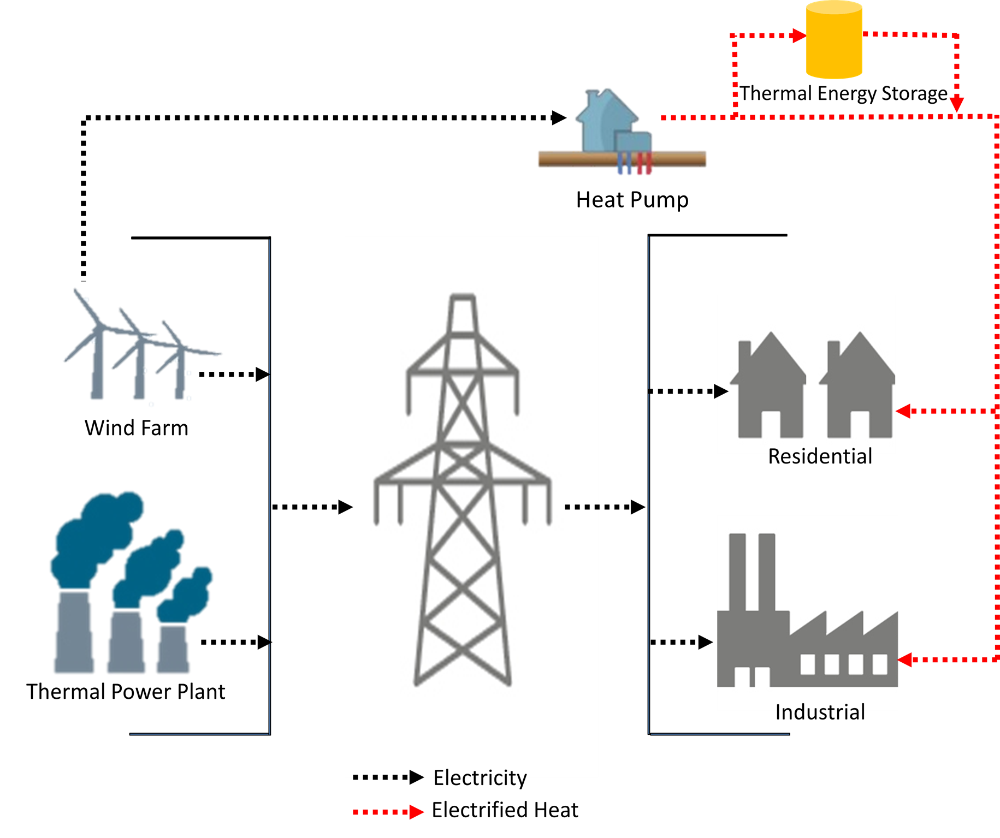 Thermal Energy Storage
Heat Pump
Wind Farm
Residential
Thermal Power Plant
Industrial
Electricity
Electrified Heat